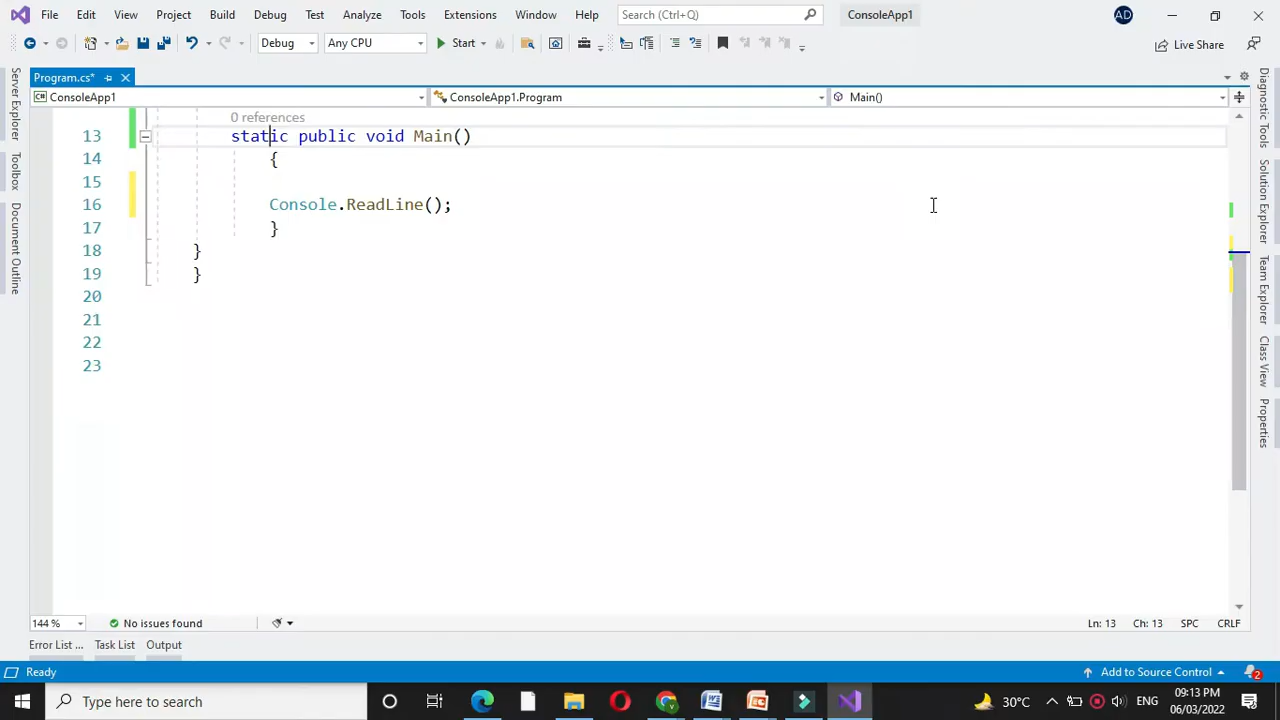 File Edit View Project Build Debug Test Analyze Tools Extensions Window Help Search (Ctrl+Q) ConsoleApp1 AD
Debug Any CPU Start Live Share
Program.cs*
ConsoleApp1 ConsoleApp1.Program Main()
0 references
13 static public void Main()
14 {
15
16 Console.ReadLine();
17 }
18 }
19 }
20
21
22
23
Server Explorer
Toolbox
Document Outline
Diagnostic Tools
Solution Explorer
Team Explorer
Class View
Properties
144 % No issues found Ln: 13 Ch: 13 SPC CRLF
Error List ... Task List Output
Ready Add to Source Control 2
Type here to search 30°C ENG 09:13 PM
06/03/2022